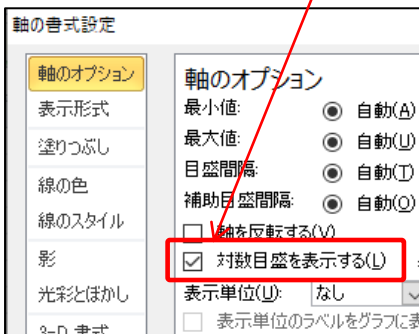 軸の書式設定
軸のオプション
表示形式
塗りつぶし
線の色
線のスタイル
影
光彩とぼかし
3-D 書式
軸のオプション
最小値: 自動(A)
最大値: 自動(U)
目盛間隔: 自動(T)
補助目盛間隔: 自動(O)
軸を反転する(V)
対数目盛を表示する(L)
表示単位(U): なし
表示単位のラベルをグラフに表